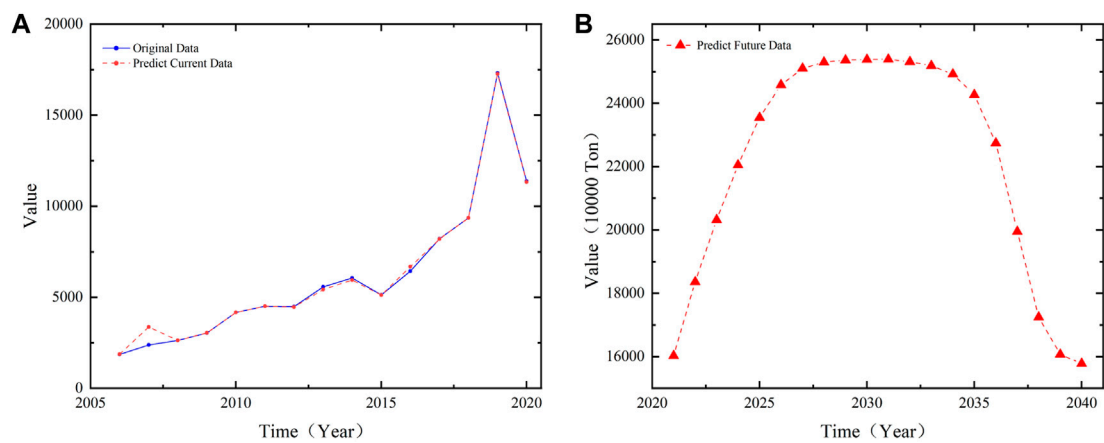 A
Original Data
Predict Current Data
20000
15000
10000
5000
0
2005
2010
2015
2020
Value
Time（Year）
B
Predict Future Data
26000
24000
22000
20000
18000
16000
2020
2025
2030
2035
2040
Value（10000 Ton）
Time（Year）